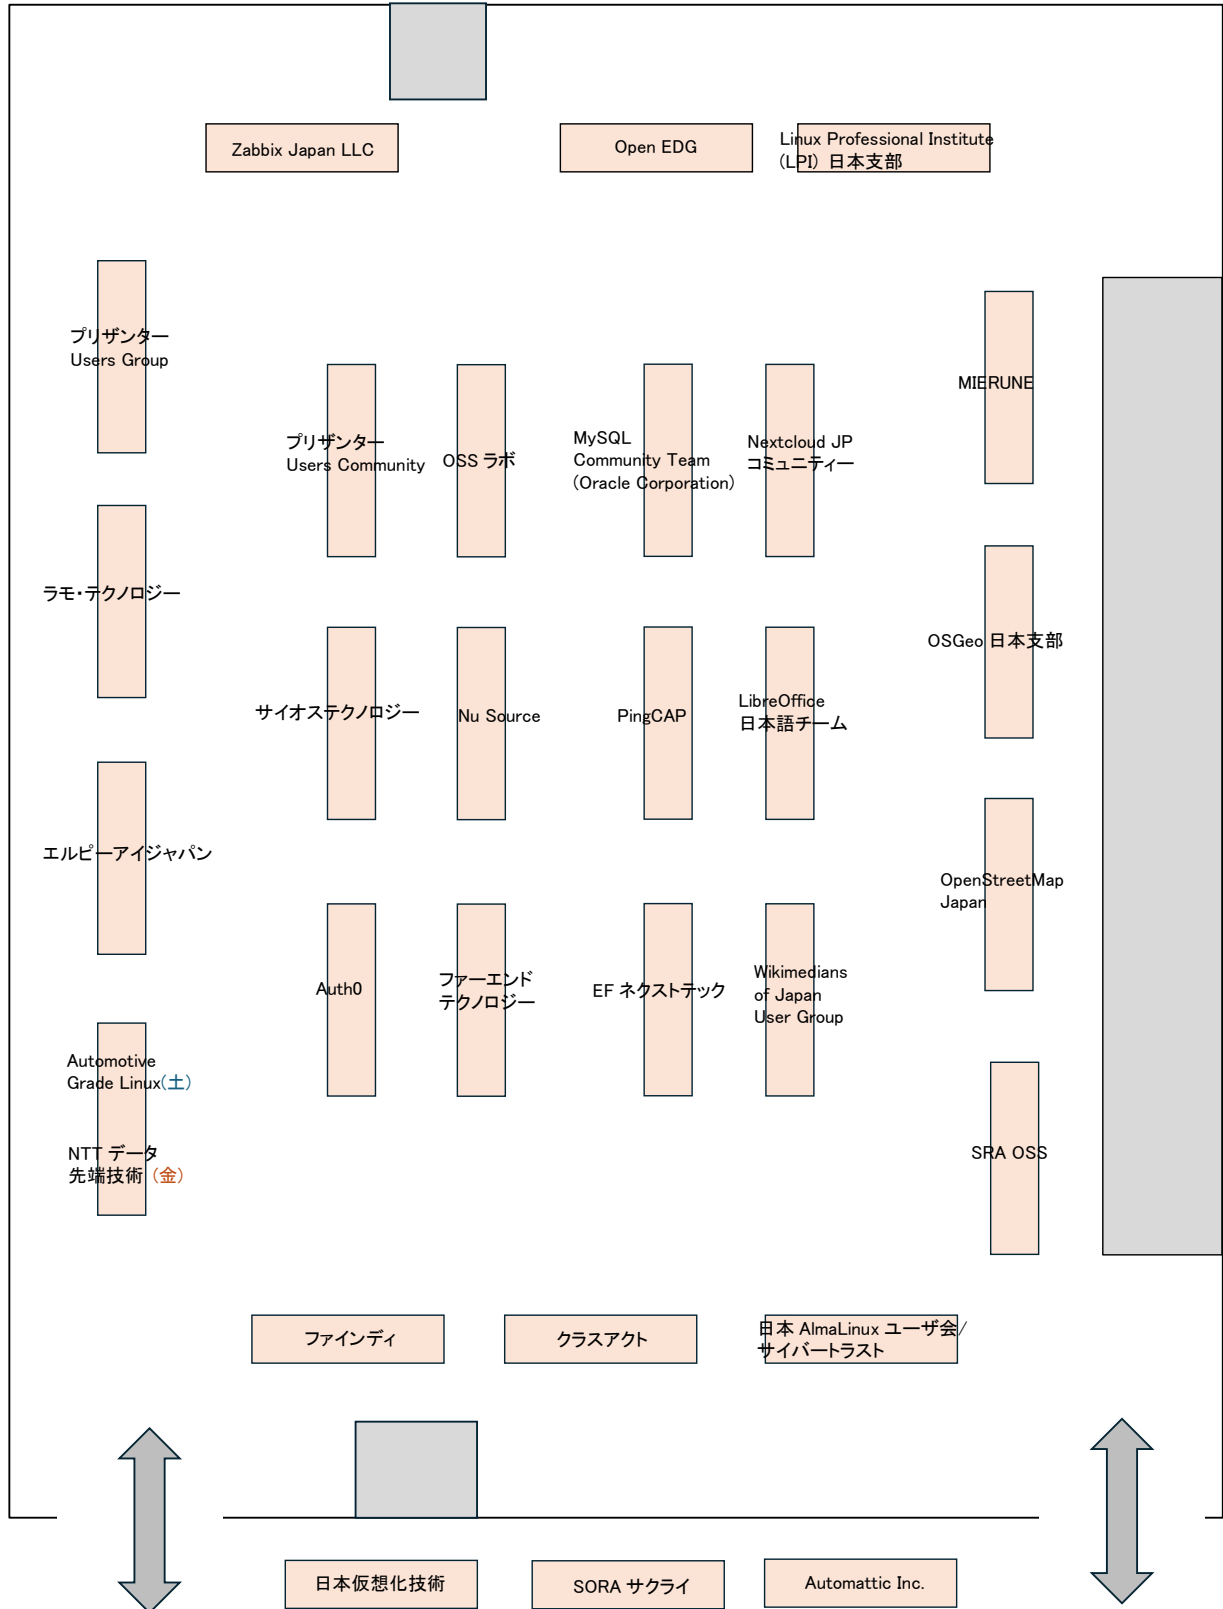 Zabbix Japan LLC
Open EDG
Linux Professional Institute
(LPI) 日本支部
プリザンター
Users Group
MIERUNE
プリザンター
Users Community
OSS ラボ
MySQL
Community Team
(Oracle Corporation)
Nextcloud JP
コミュニティー
ラモ・テクノロジー
OSGeo 日本支部
サイオステクノロジー
Nu Source
PingCAP
LibreOffice
日本語チーム
エルピーアイジャパン
OpenStreetMap
Japan
Auth0
ファーエンド
テクノロジー
EF ネクストテック
Wikimedians
of Japan
User Group
Automotive
Grade Linux(土)
NTT データ
先端技術 (金)
SRA OSS
ファインディ
クラスアクト
日本 AlmaLinux ユーザ会/
サイバートラスト
日本仮想化技術
SORA サクライ
Automattic Inc.